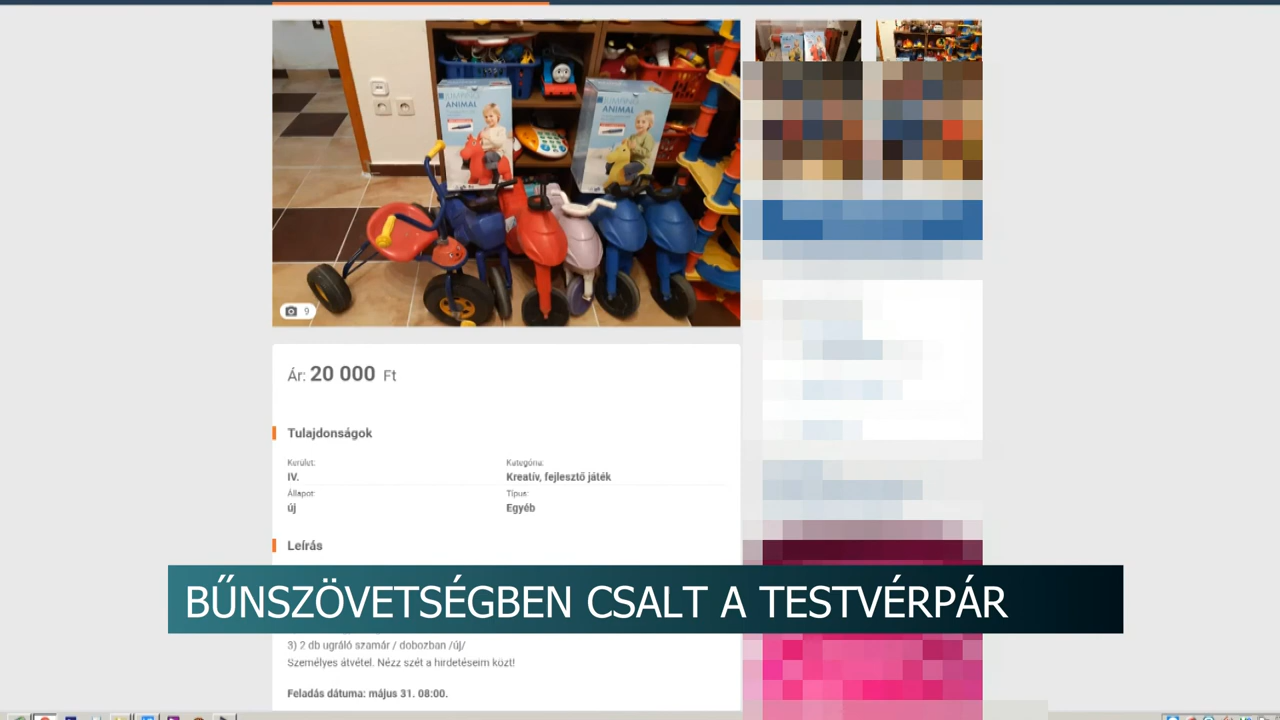 JUMPING
ANIMAL
JUMPING
ANIMAL
9
Ár: 20 000 Ft
Tulajdonságok
Kerület:
Kategória:
IV.
Kreatív, fejlesztő játék
Állapot:
Típus:
új
Egyéb
Leírás
BŰNSZÖVETSÉGBEN CSALT A TESTVÉRPÁR
3) 2 db ugráló szamár / dobozban /új/
Személyes átvétel. Nézz szét a hirdetéseim közt!
Feladás dátuma: május 31. 08:00.